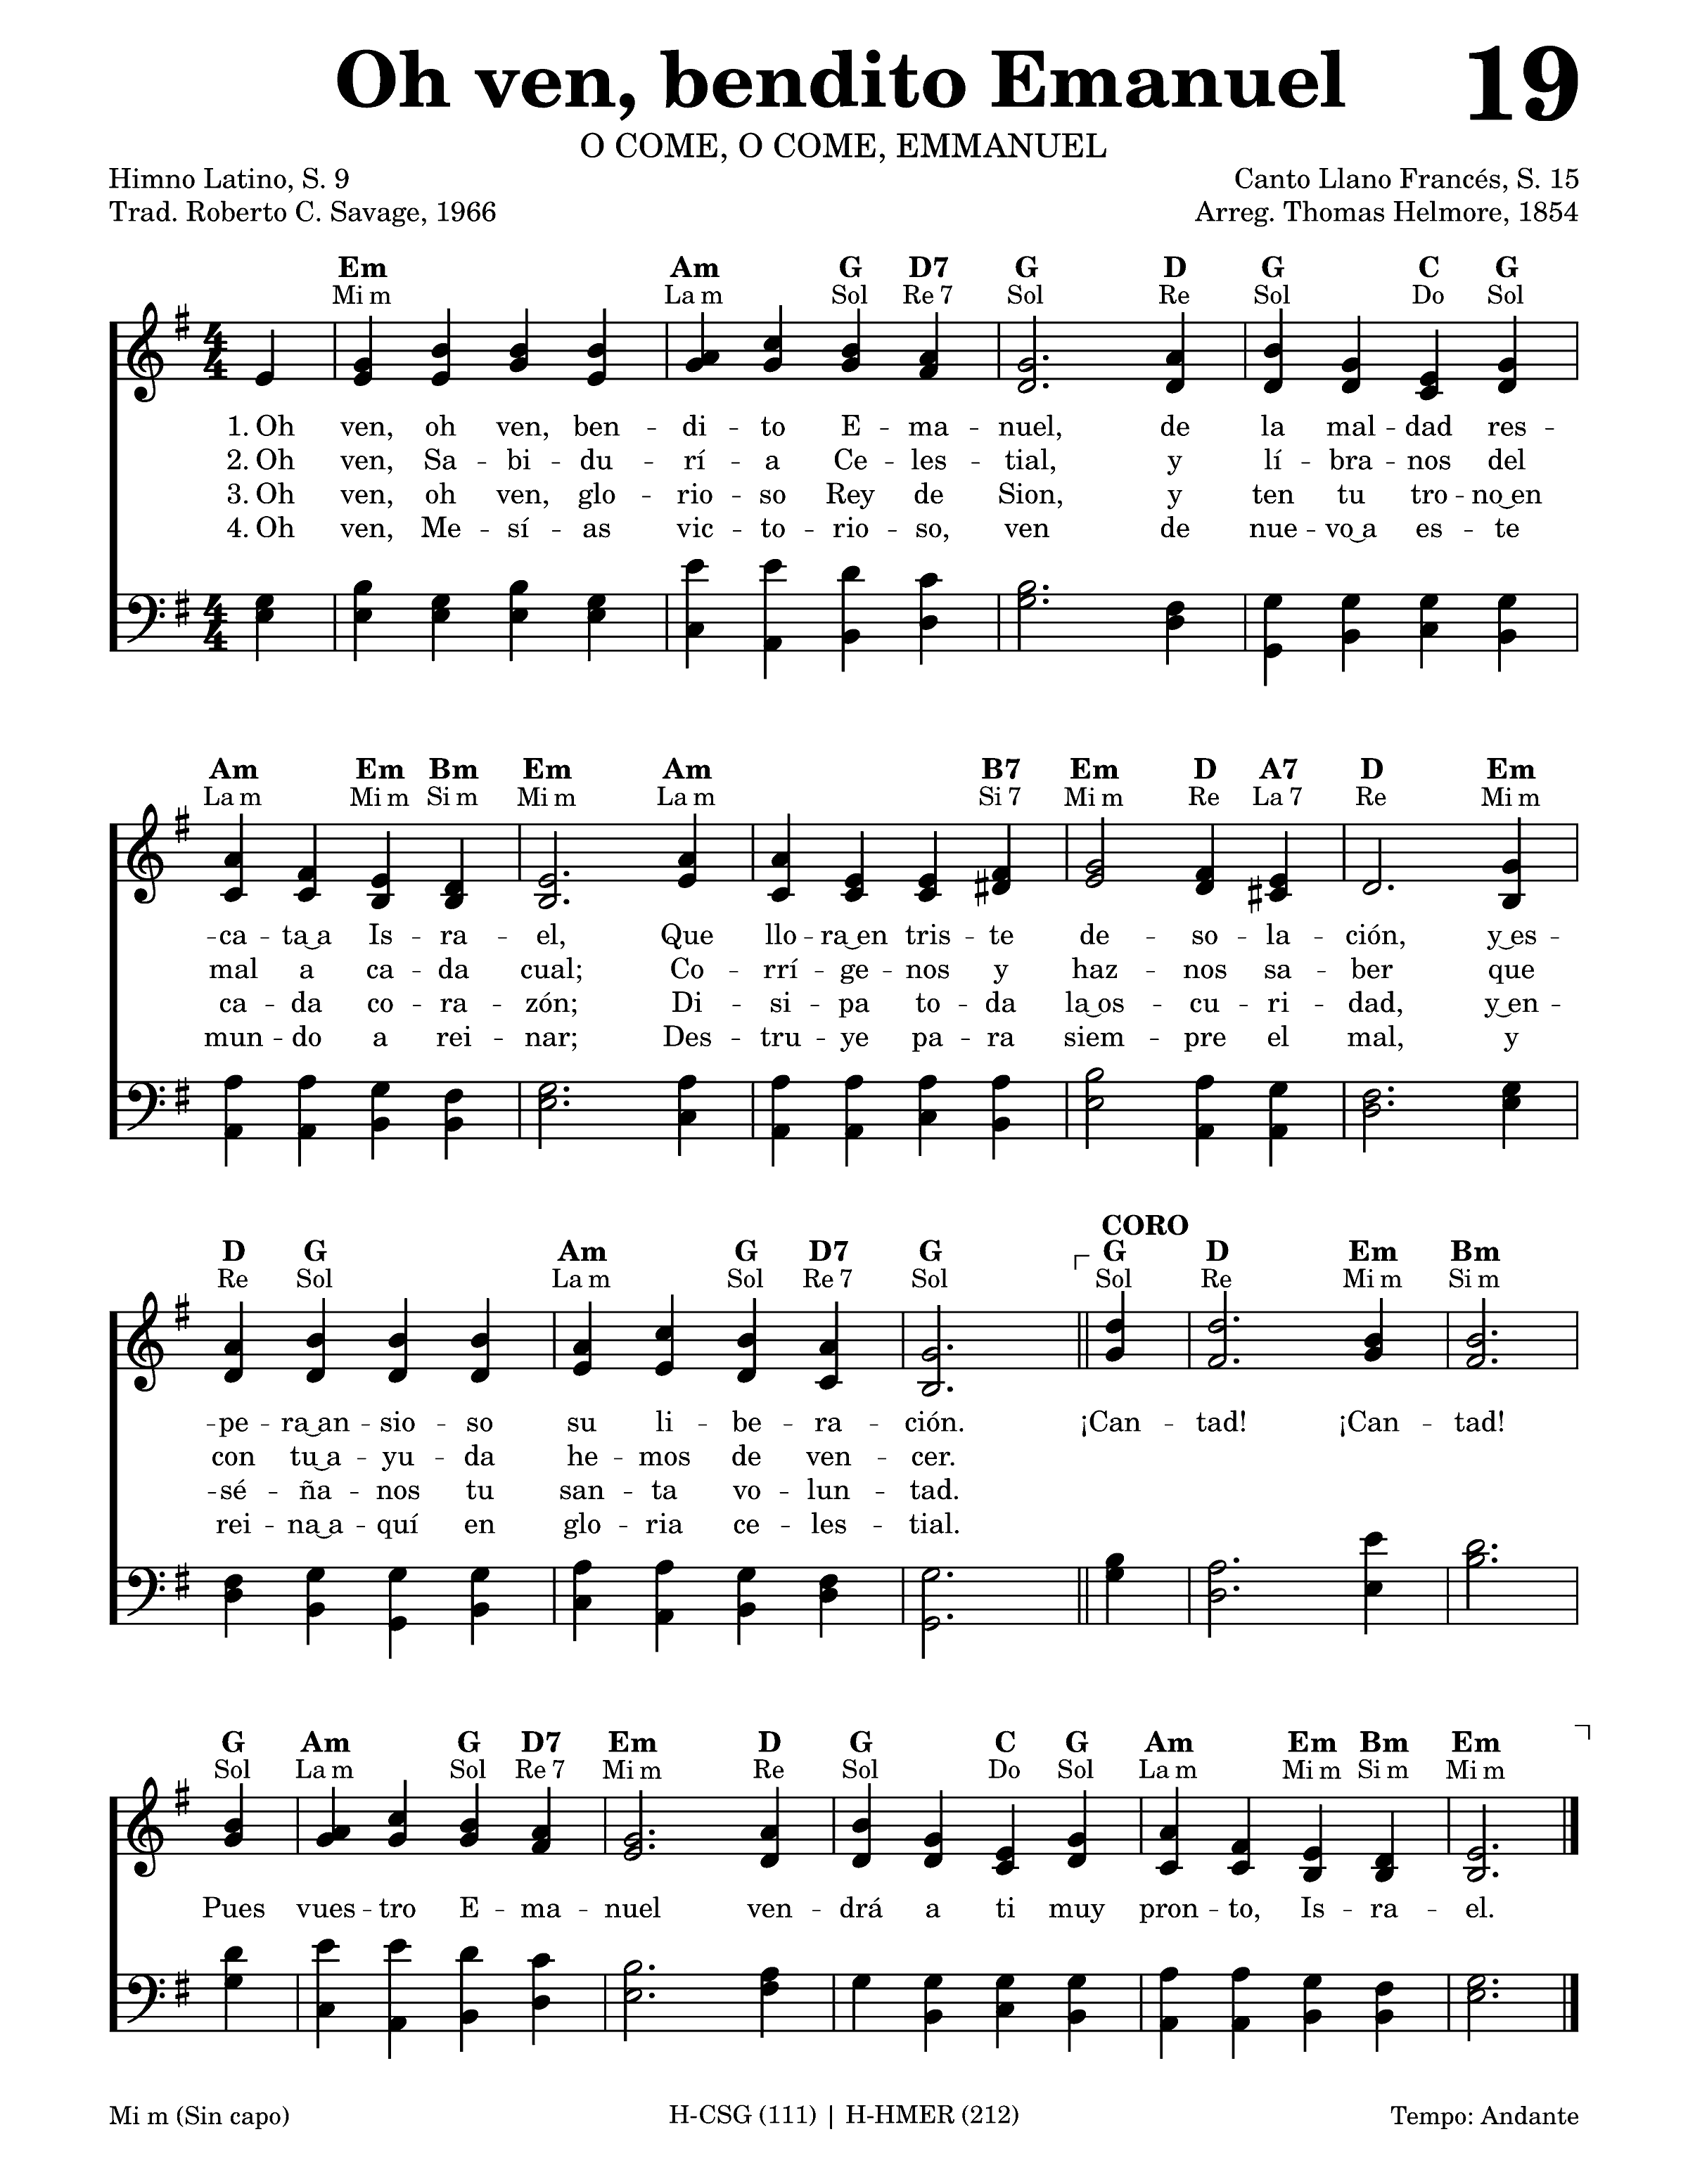 Oh ven, bendito Emanuel 19
O COME, O COME, EMMANUEL
Himno Latino, S. 9 Canto Llano Francés, S. 15
Trad. Roberto C. Savage, 1966 Arreg. Thomas Helmore, 1854
Em Am G D7 G D G C G
Mi m La m Sol Re 7 Sol Re Sol Do Sol
4
4
1. Oh ven, oh ven, ben - di - to E - ma - nuel, de la mal - dad res -
2. Oh ven, Sa - bi - du - rí - a Ce - les - tial, y lí - bra - nos del
3. Oh ven, oh ven, glo - rio - so Rey de Sion, y ten tu tro - no‿en
4. Oh ven, Me - sí - as vic - to - rio - so, ven de nue - vo‿a es - te
4
4
Am Em Bm Em Am B7 Em D A7 D Em
La m Mi m Si m Mi m La m Si 7 Mi m Re La 7 Re Mi m
- ca - ta‿a Is - ra - el, Que llo - ra‿en tris - te de - so - la - ción, y‿es -
mal a ca - da cual; Co - rrí - ge - nos y haz - nos sa - ber que
ca - da co - ra - zón; Di - si - pa to - da la‿os - cu - ri - dad, y‿en -
mun - do a rei - nar; Des - tru - ye pa - ra siem - pre el mal, y
CORO
D G Am G D7 G G D Em Bm
Re Sol La m Sol Re 7 Sol Sol Re Mi m Si m
- pe - ra‿an - sio - so su li - be - ra - ción. ¡Can - tad! ¡Can - tad!
con tu‿a - yu - da he - mos de ven - cer.
- sé - ña - nos tu san - ta vo - lun - tad.
rei - na‿a - quí en glo - ria ce - les - tial.
G Am G D7 Em D G C G Am Em Bm Em
Sol La m Sol Re 7 Mi m Re Sol Do Sol La m Mi m Si m Mi m
Pues vues - tro E - ma - nuel ven - drá a ti muy pron - to, Is - ra - el.
Mi m (Sin capo) H-CSG (111) | H-HMER (212) Tempo: Andante